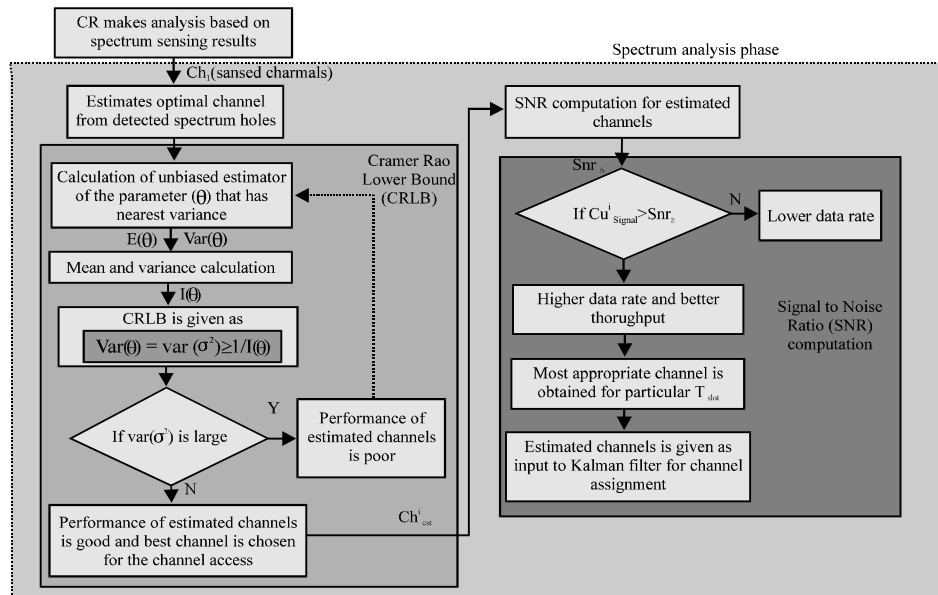 CR makes analysis based on
spectrum sensing results
Spectrum analysis phase
Ch₁(sansed charmals)
Estimates optimal channel
from detected spectrum holes
Cramer Rao
Lower Bound
(CRLB)
Calculation of unbiased estimator
of the parameter (θ) that has
nearest variance
E(θ) Var(θ)
Mean and variance calculation
I(θ)
CRLB is given as
Var(θ) = var (σ²)≥1/I(θ)
If var(σ²) is large
Y
Performance of
estimated channels
is poor
N
Performance of estimated channels
is good and best channel is chosen
for the channel access
Chⁱ
SNR computation for estimated
channels
Snr
If Cuⁱ Signal>Snr_z
N
Lower data rate
Higher data rate and better
thorughput
Most appropriate channel is
obtained for particular T_slot
Estimated channels is given as
input to Kalman filter for channel
assignment
Signal to Noise
Ratio (SNR)
computation